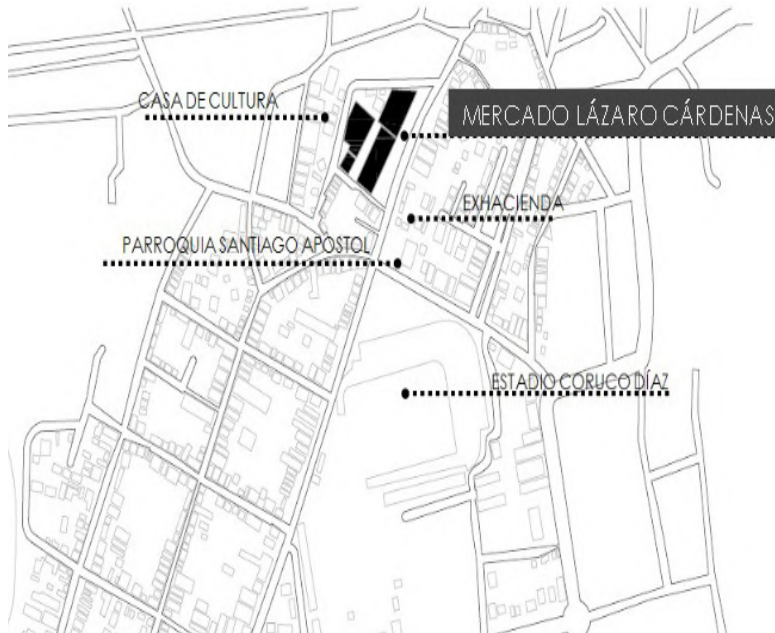 CASA DE CULTURA
MERCADO LÁZARO CÁRDENAS
EXHACIENDA
PARROQUIA SANTIAGO APOSTOL
ESTADIO CORUCO DÍAZ